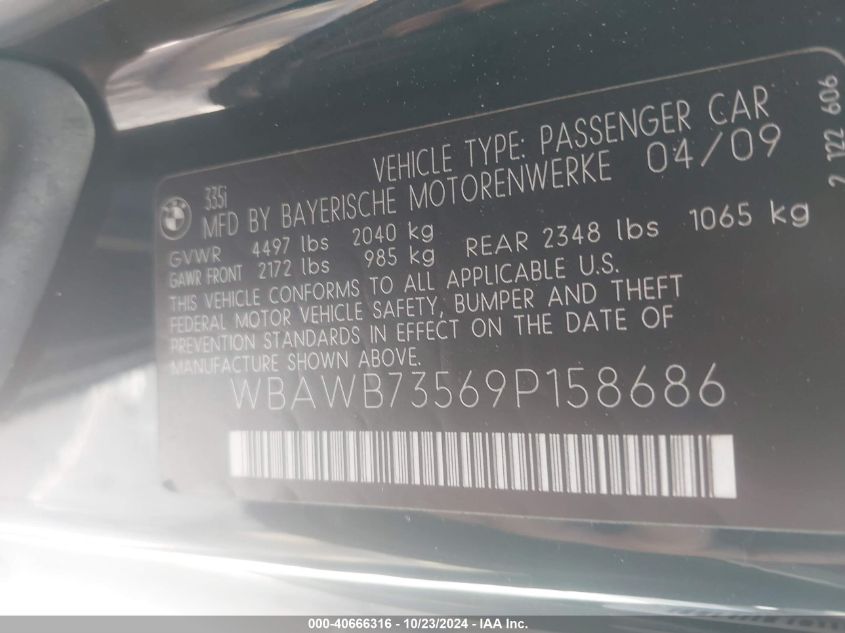 335i
VEHICLE TYPE: PASSENGER CAR
MFD BY BAYERISCHE MOTORENWERKE 04/09
GVWR 4497 lbs 2040 kg
GAWR FRONT 2172 lbs 985 kg REAR 2348 lbs 1065 kg
THIS VEHICLE CONFORMS TO ALL APPLICABLE U.S.
FEDERAL MOTOR VEHICLE SAFETY, BUMPER AND THEFT
PREVENTION STANDARDS IN EFFECT ON THE DATE OF
MANUFACTURE SHOWN ABOVE.
WBAWB73569P158686
7 122 606
BMW
000-40666316 - 10/23/2024 - IAA Inc.